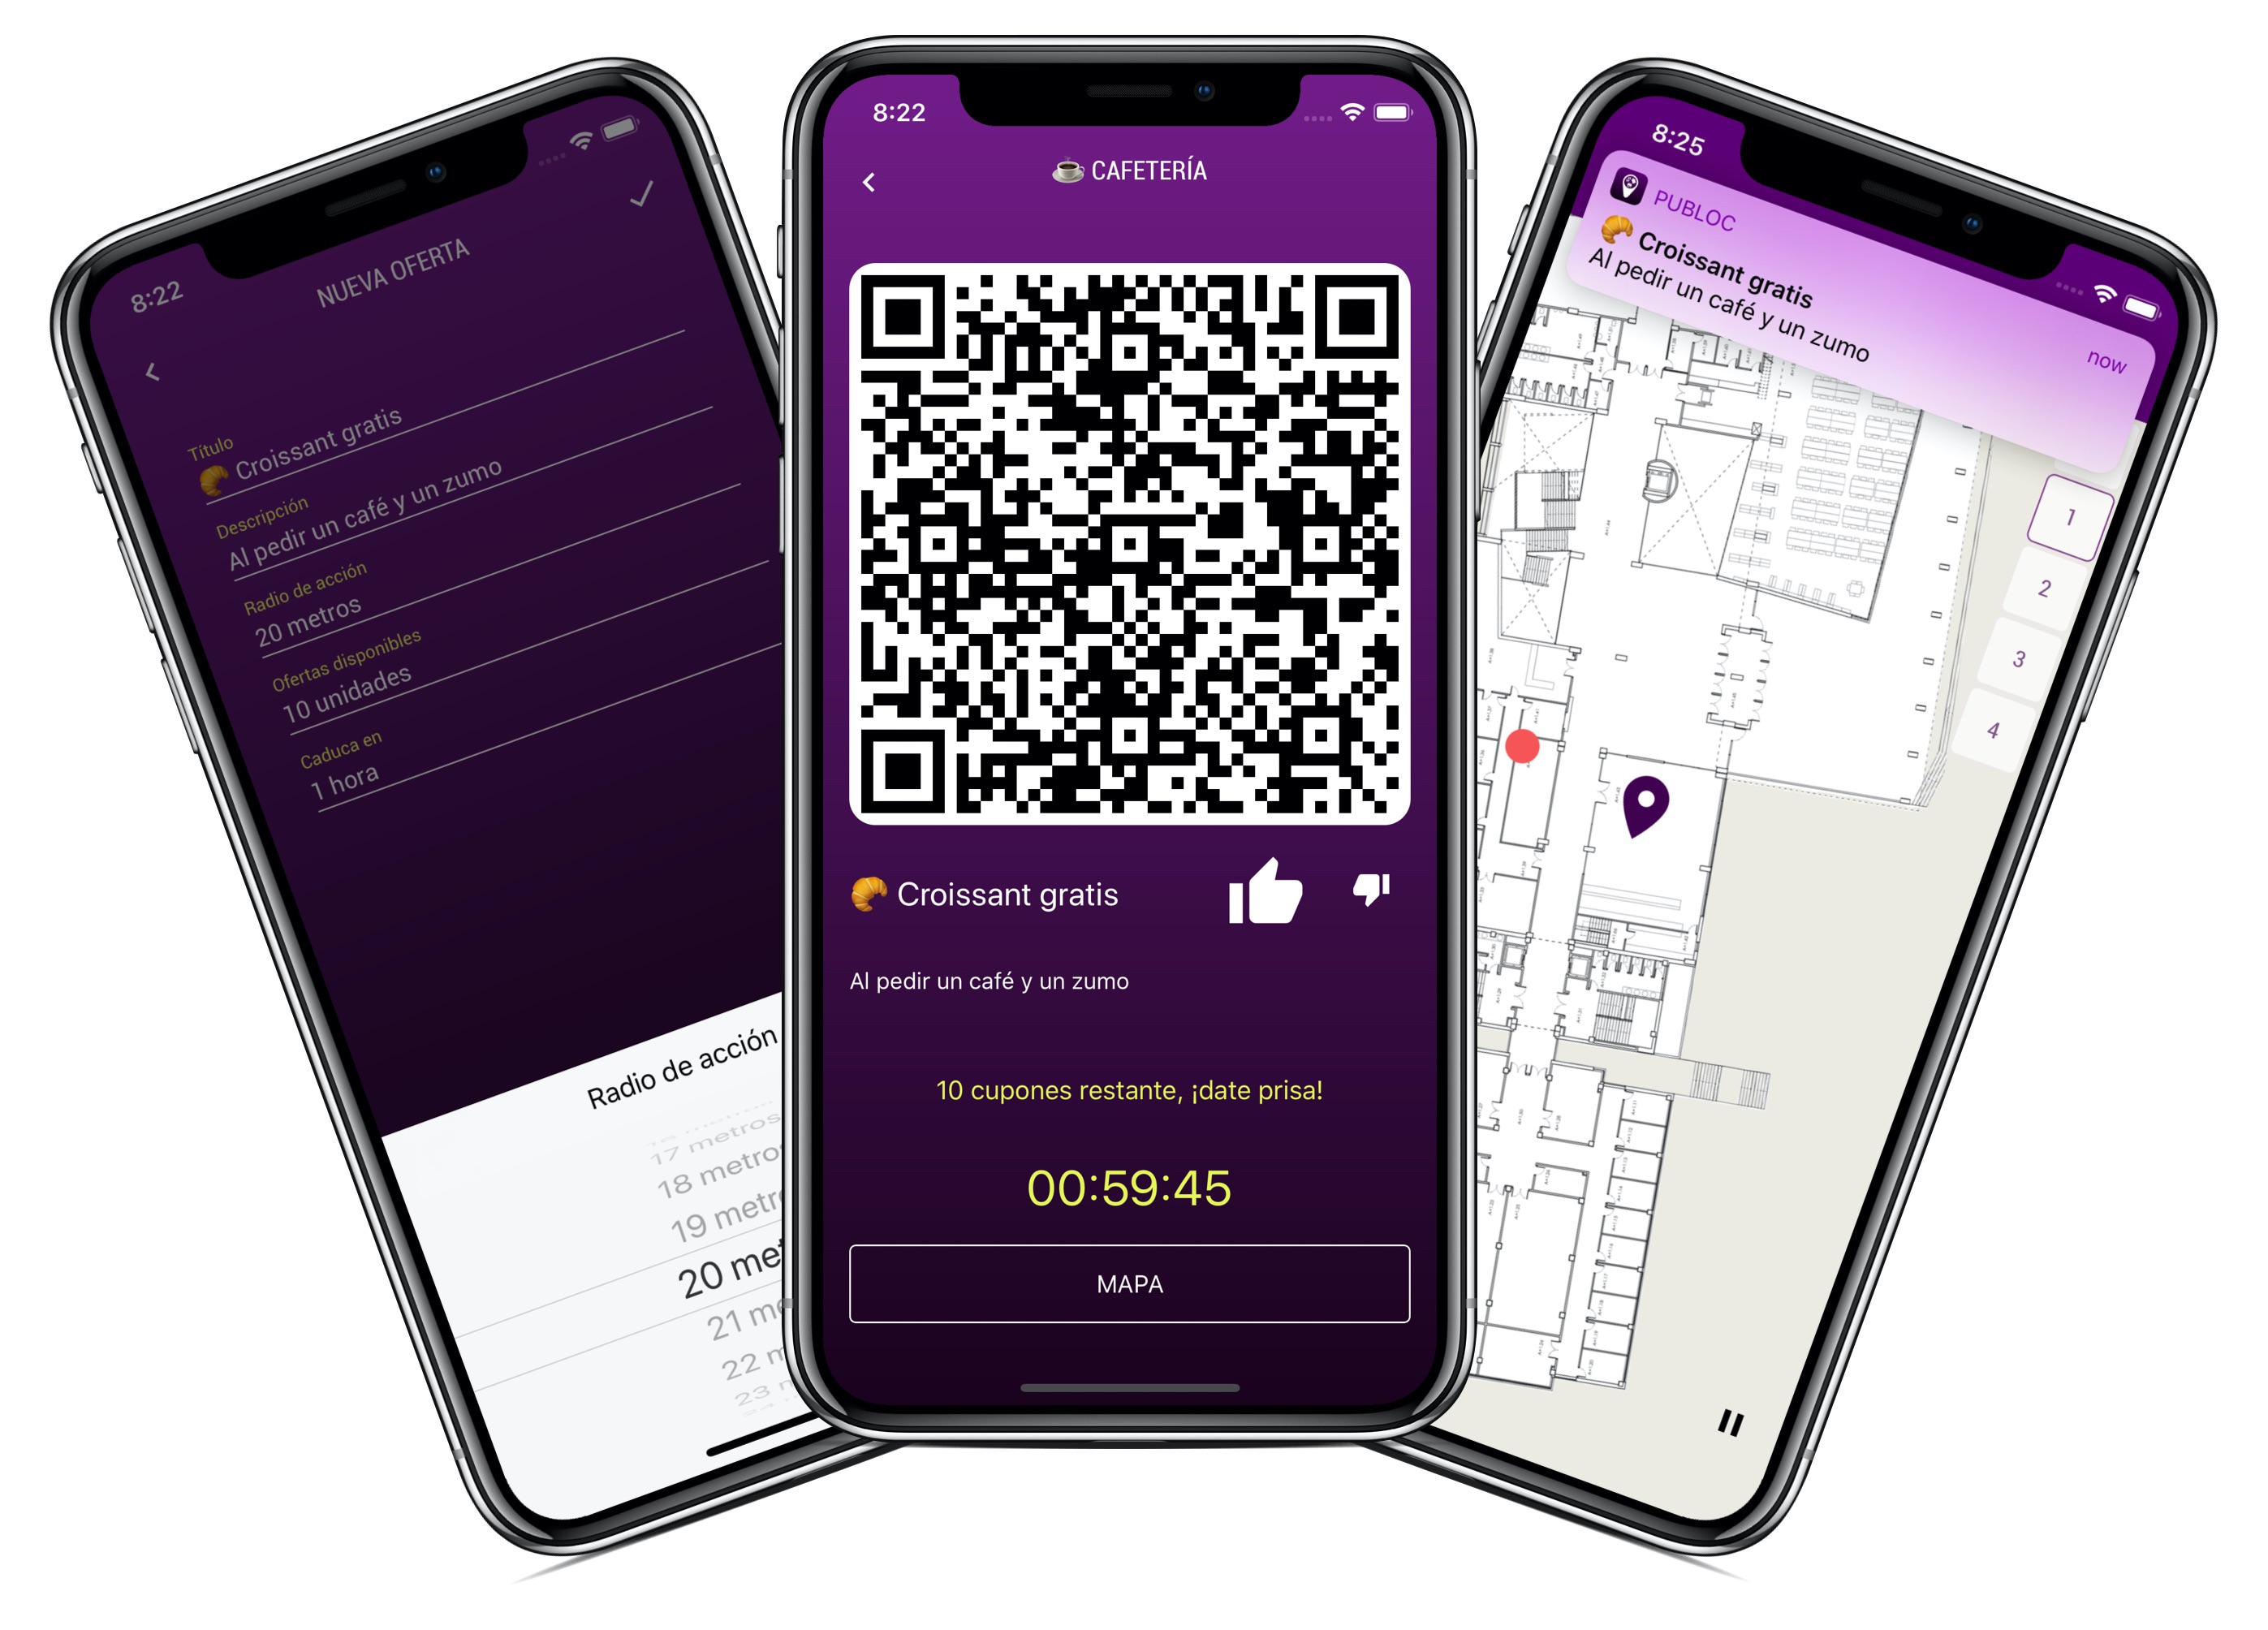 8:22
NUEVA OFERTA
Título
🥐 Croissant gratis
Descripción
Al pedir un café y un zumo
Radio de acción
20 metros
Ofertas disponibles
10 unidades
Caduca en
1 hora
Radio de acción
17 metros
18 metros
19 metr
20 met
21 me
22 m
23 m
8:22
☕ CAFETERÍA
🥐 Croissant gratis
Al pedir un café y un zumo
10 cupones restante, ¡date prisa!
00:59:45
MAPA
8:25
PUBLOC
now
🥐 Croissant gratis
Al pedir un café y un zumo
1
2
3
4